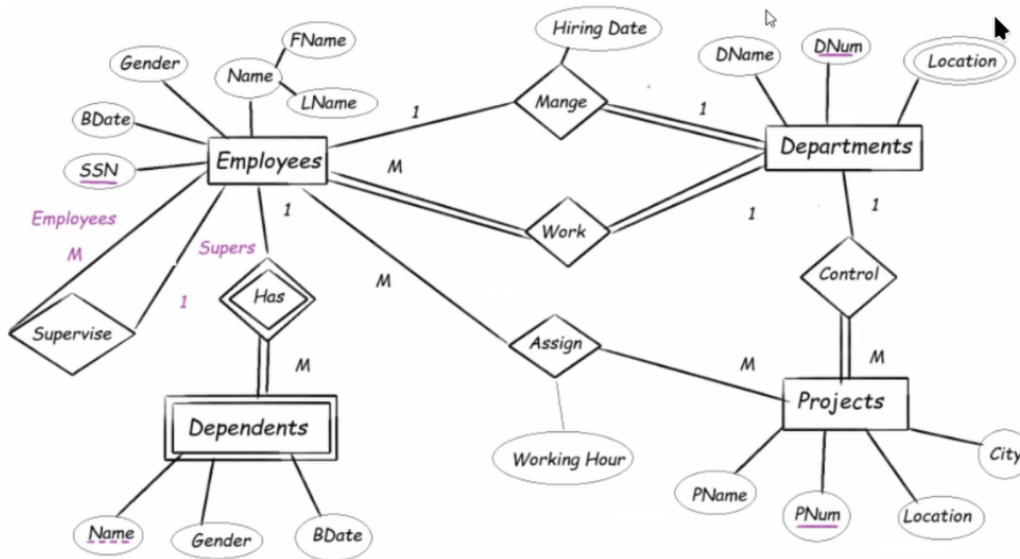 Hiring Date
FName
Gender
Name
DName
DNum
Location
LName
Mange
BDate
1
1
Employees
Departments
M
SSN
1
1
1
Employees
Work
M
Supers
Control
M
1
Has
Supervise
Assign
M
M
M
Projects
Dependents
Working Hour
City
PName
PNum
Location
Name
Gender
BDate